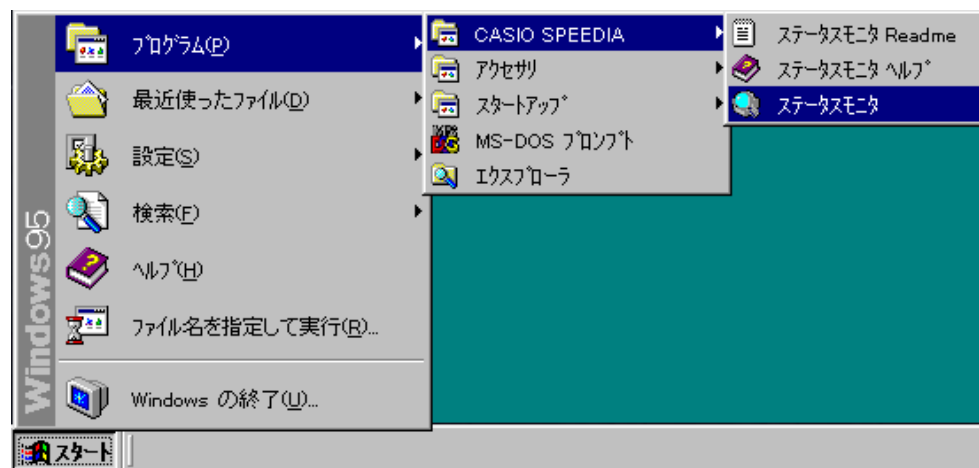 ﾌﾟﾛｸﾞﾗﾑ(P)
最近使ったﾌｧｲﾙ(D)
設定(S)
検索(F)
ﾍﾙﾌﾟ(H)
ﾌｧｲﾙ名を指定して実行(R)...
Windows の終了(U)...
Windows95
CASIO SPEEDIA
ｱｸｾｻﾘ
ｽﾀｰﾄｱｯﾌﾟ
MS-DOS ﾌﾟﾛﾝﾌﾟﾄ
ｴｸｽﾌﾟﾛｰﾗ
ｽﾃｰﾀｽﾓﾆﾀ Readme
ｽﾃｰﾀｽﾓﾆﾀ ﾍﾙﾌﾟ
ｽﾃｰﾀｽﾓﾆﾀ
ｽﾀｰﾄ